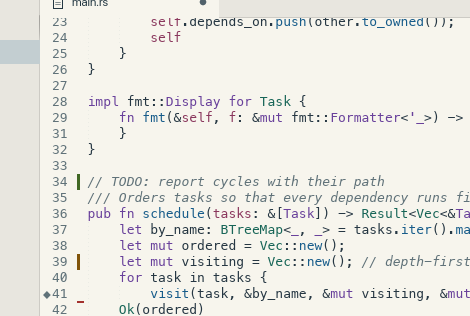 main.rs
23 self.depends_on.push(other.to_owned());
24 self
25 }
26 }
27
28 impl fmt::Display for Task {
29 fn fmt(&self, f: &mut fmt::Formatter<'_>) ->
31 }
32 }
33
34 // TODO: report cycles with their path
35 /// Orders tasks so that every dependency runs fi
36 pub fn schedule(tasks: &[Task]) -> Result<Vec<&Ta
37 let by_name: BTreeMap<_, _> = tasks.iter().ma
38 let mut ordered = Vec::new();
39 let mut visiting = Vec::new(); // depth-first
40 for task in tasks {
41 visit(task, &by_name, &mut visiting, &mut
42 Ok(ordered)